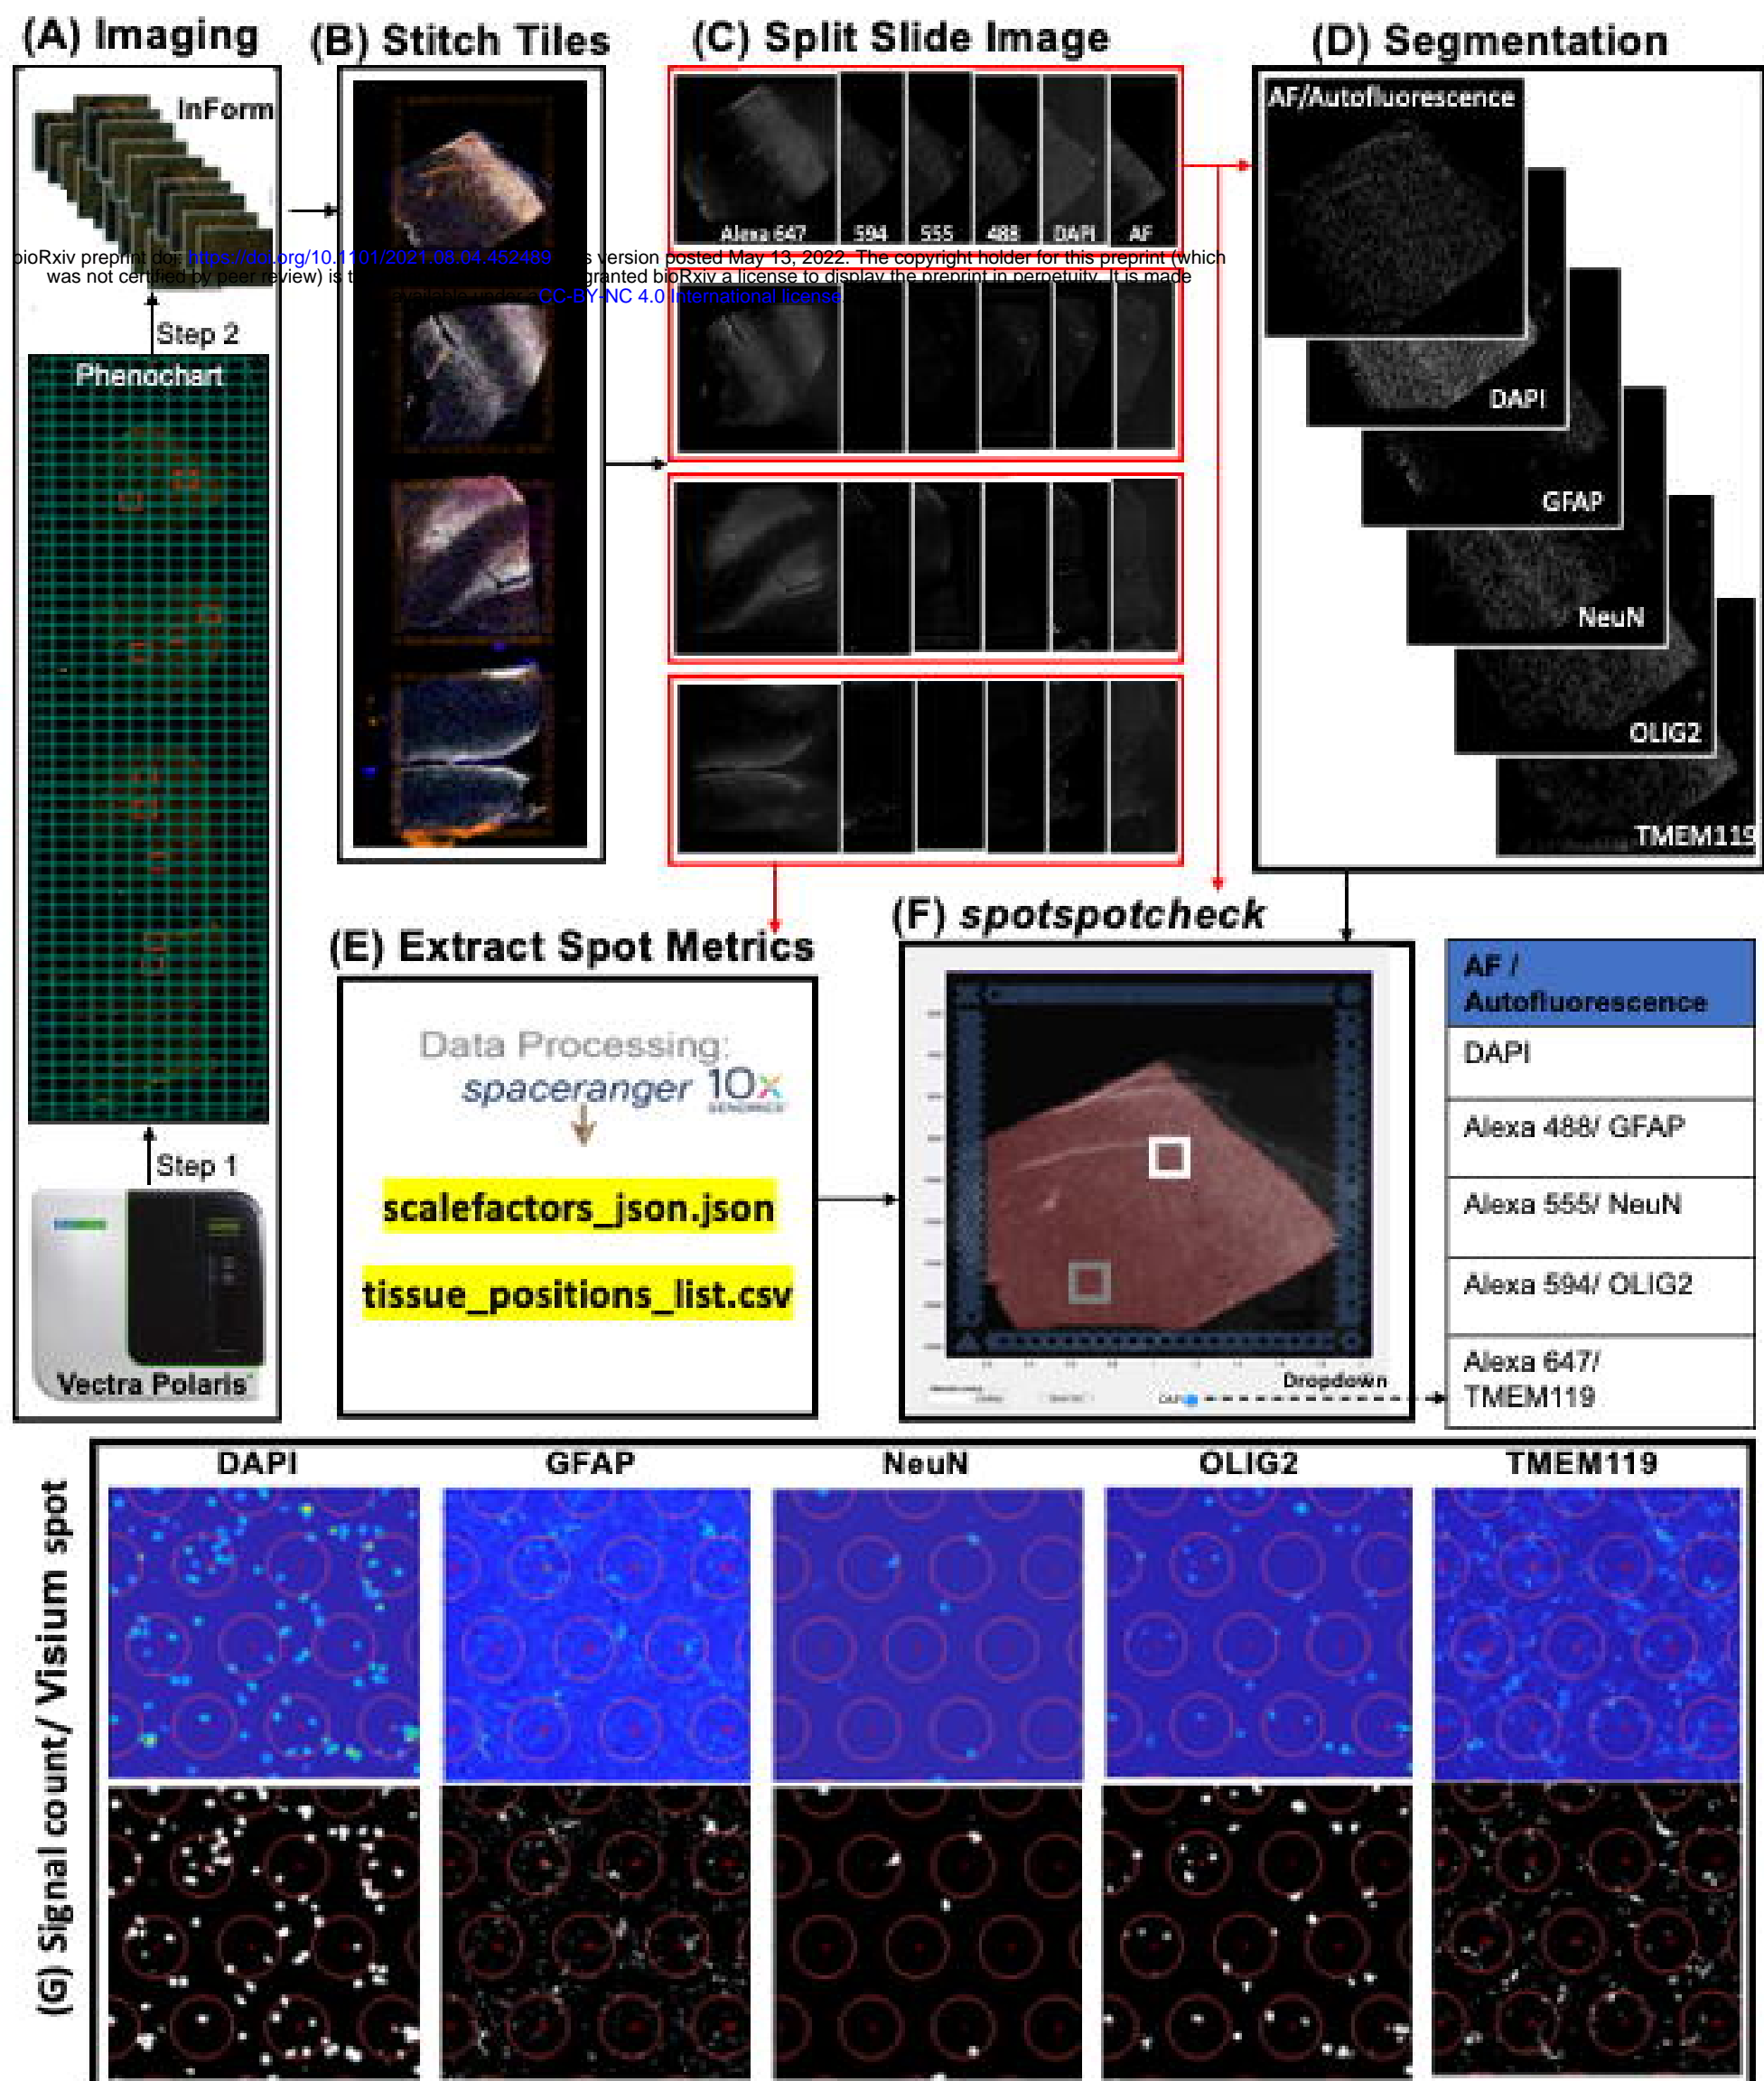 (A) Imaging
(B) Stitch Tiles
(C) Split Slide Image
(D) Segmentation
InForm
Step 2
Phenochart
Step 1
Vectra Polaris
Alexa 647
594
555
488
DAPI
AF
bioRxiv preprint doi: https://doi.org/10.1101/2021.08.04.452489 s version posted May 13, 2022. The copyright holder for this preprint (which
was not certified by peer review) is t granted bioRxiv a license to display the preprint in perpetuity. It is made
available under a CC-BY-NC 4.0 International license.
AF/Autofluorescence
DAPI
GFAP
NeuN
OLIG2
TMEM119
(E) Extract Spot Metrics
Data Processing:
spaceranger 10x
GENOMICS
scalefactors_json.json
tissue_positions_list.csv
(F) spotspotcheck
Dropdown
DAPI
AF /
Autofluorescence
DAPI
Alexa 488/ GFAP
Alexa 555/ NeuN
Alexa 594/ OLIG2
Alexa 647/
TMEM119
(G) Signal count/ Visium spot
DAPI
GFAP
NeuN
OLIG2
TMEM119